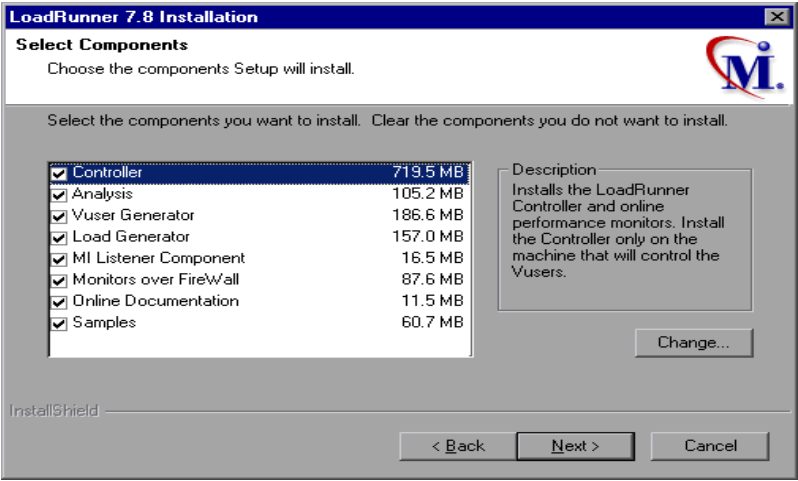 LoadRunner 7.8 Installation
Select Components
Choose the components Setup will install.
M.
Select the components you want to install. Clear the components you do not want to install.
Controller 719.5 MB
Analysis 105.2 MB
Vuser Generator 186.6 MB
Load Generator 157.0 MB
MI Listener Component 16.5 MB
Monitors over FireWall 87.6 MB
Online Documentation 11.5 MB
Samples 60.7 MB
Description
Installs the LoadRunner
Controller and online
performance monitors. Install
the Controller only on the
machine that will control the
Vusers.
Change...
InstallShield
< Back
Next >
Cancel